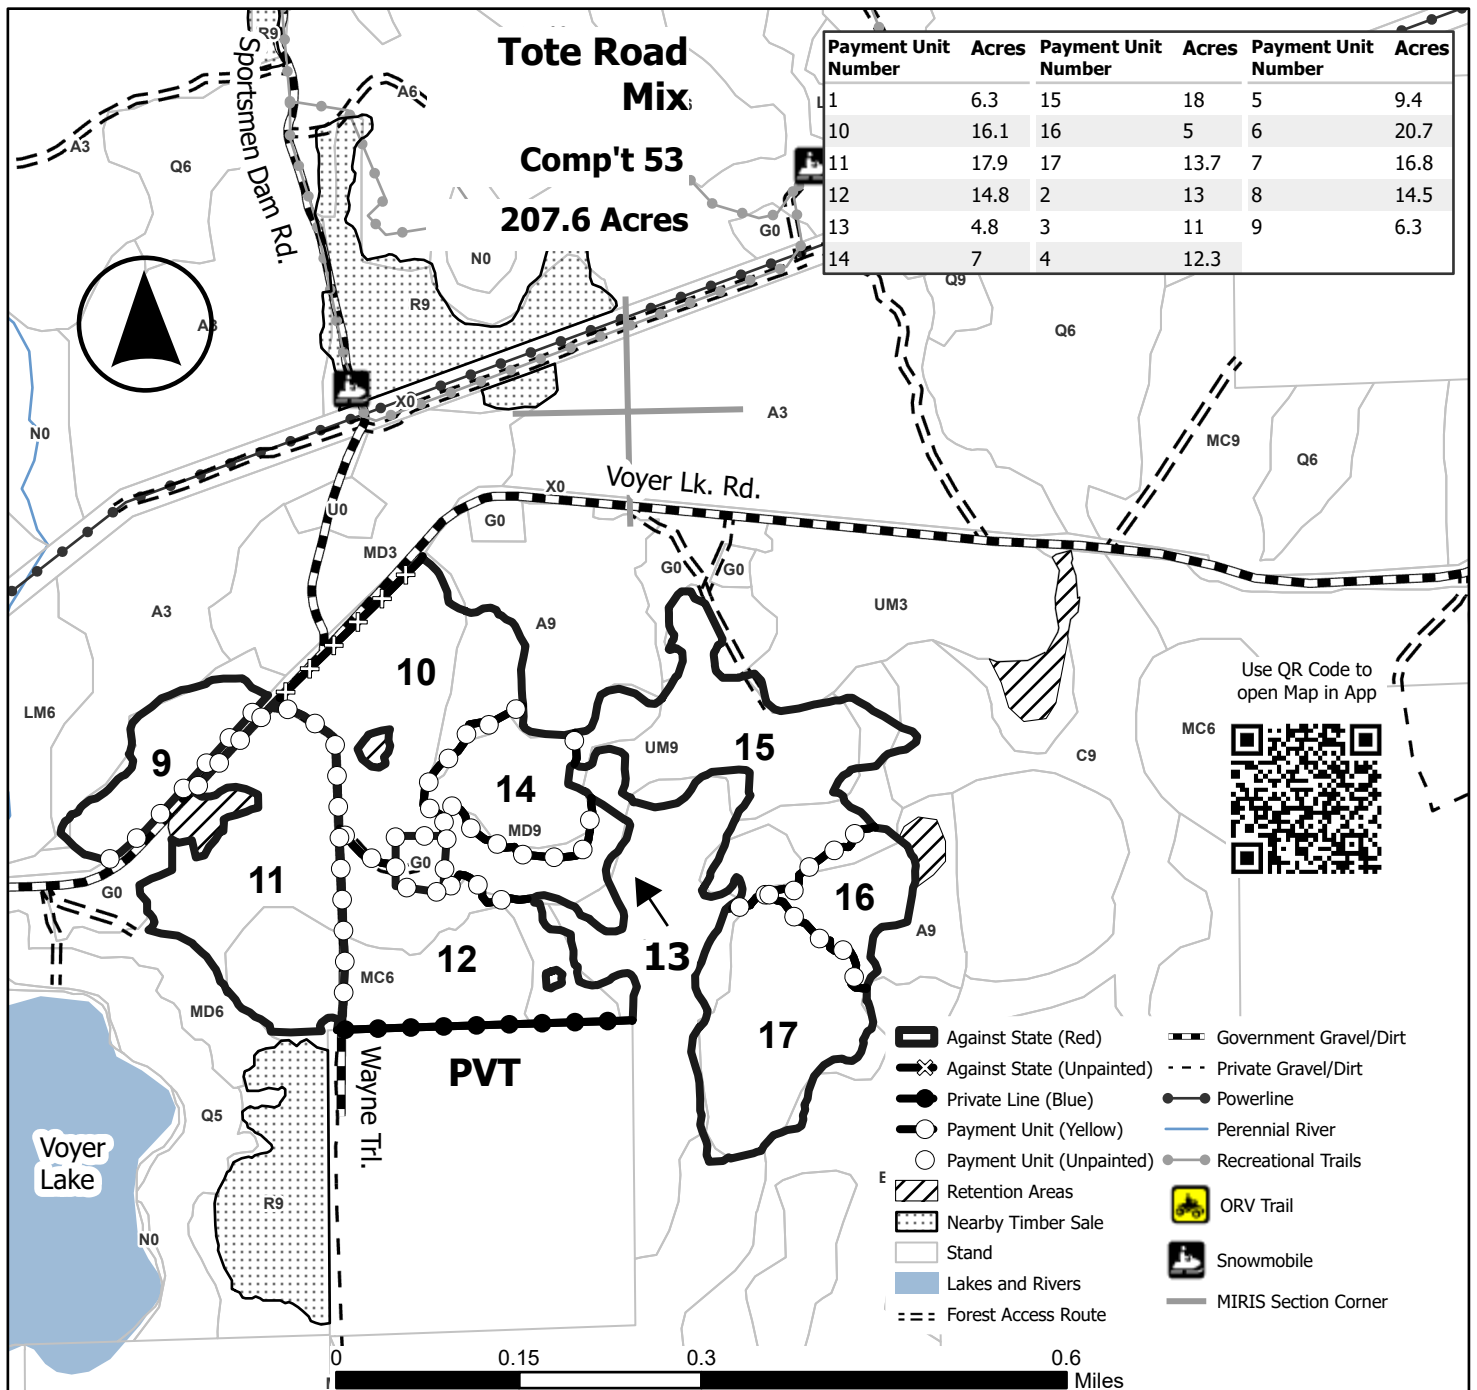 Tote Road
Mix
Comp't 53
207.6 Acres
Payment Unit Number Acres Payment Unit Number Acres Payment Unit Number Acres
1 6.3 15 18 5 9.4
10 16.1 16 5 6 20.7
11 17.9 17 13.7 7 16.8
12 14.8 2 13 8 14.5
13 4.8 3 11 9 6.3
14 7 4 12.3
R9
Sportsmen Dam Rd.
A6
A3
Q6
G0
N0
R9
Q9
A3
Q6
X0
A3
N0
MC9
Q6
Voyer Lk. Rd.
X0
U0
G0
MD3
G0
G0
A3
A9
UM3
Use QR Code to
open Map in App
10
LM6
MC6
9
UM9
15
C9
14
MD9
G0
11
G0
16
A9
12
13
MC6
MD6
17
Wayne Trl.
PVT
Q5
Voyer
Lake
R9
N0
E
Against State (Red)
Against State (Unpainted)
Private Line (Blue)
Payment Unit (Yellow)
Payment Unit (Unpainted)
Retention Areas
Nearby Timber Sale
Stand
Lakes and Rivers
Forest Access Route
Government Gravel/Dirt
Private Gravel/Dirt
Powerline
Perennial River
Recreational Trails
ORV Trail
Snowmobile
MIRIS Section Corner
0 0.15 0.3 0.6
Miles